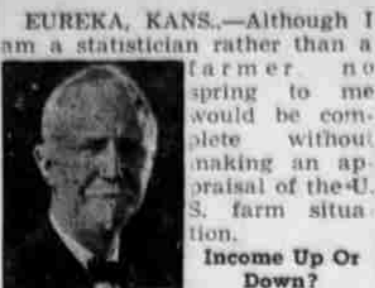 EUREKA, KANS.,—Although I
am a statistician rather than a
farmer no
spring to me
would be com-
plete without
making an ap-
praisal of the U.
S. farm situa
tion.
Income Up Or
Down?